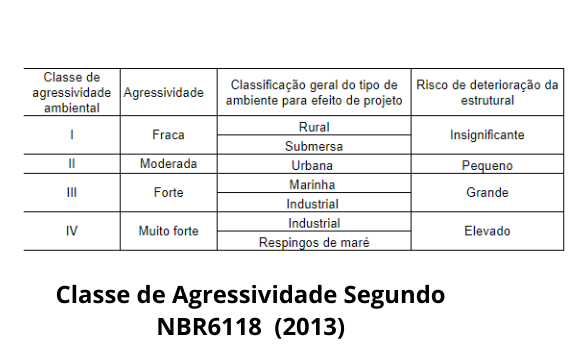 Classe de
agressividade
ambiental
Agressividade
Classificação geral do tipo de
ambiente para efeito de projeto
Risco de deterioração da
estrutural
I
Fraca
Rural
Submersa
Insignificante
II
Moderada
Urbana
Pequeno
III
Forte
Marinha
Industrial
Grande
IV
Muito forte
Industrial
Respingos de maré
Elevado
Classe de Agressividade Segundo
NBR6118 (2013)